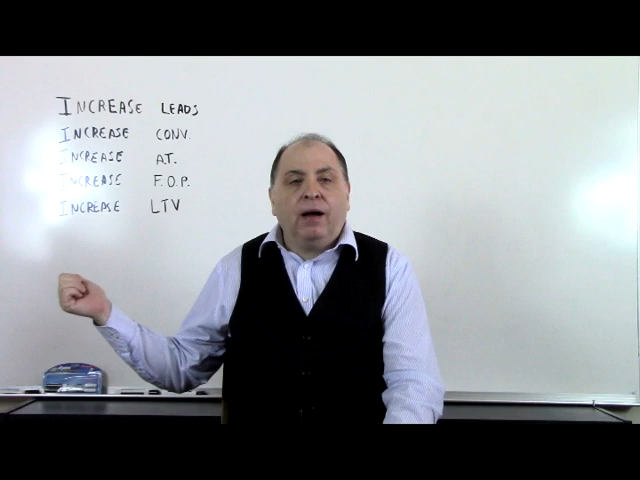 INCREASE LEADS
INCREASE CONV.
INCREASE A.T.
INCREASE F.O.P.
INCREASE LTV